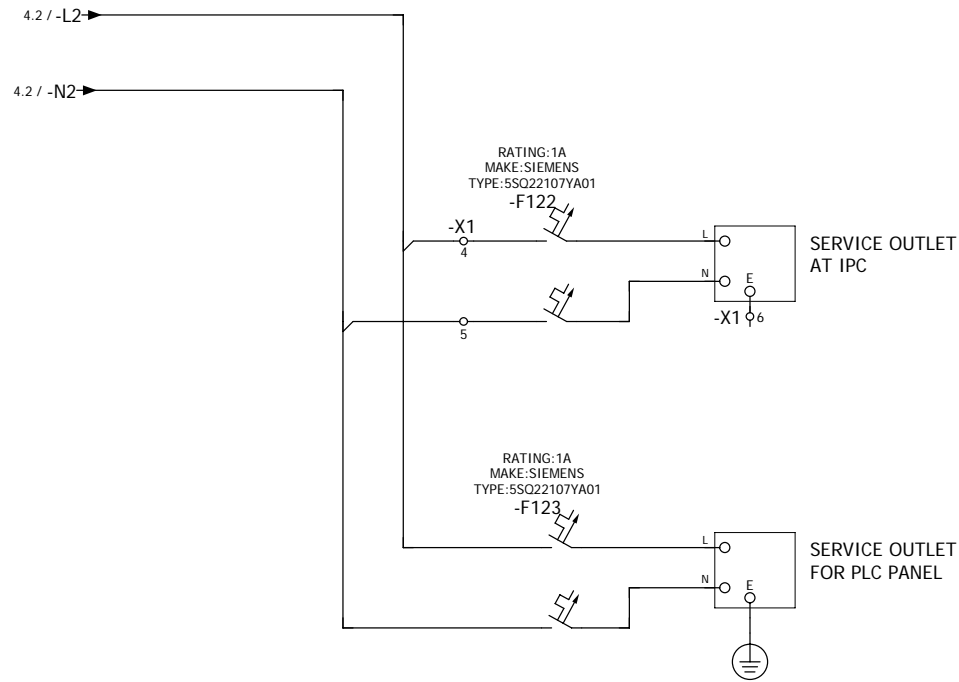 4.2 / -L2
4.2 / -N2
RATING:1A
MAKE:SIEMENS
TYPE:5SQ22107YA01
-F122
-X1
4
L
SERVICE OUTLET
AT IPC
N
E
-X1 6
5
RATING:1A
MAKE:SIEMENS
TYPE:5SQ22107YA01
-F123
L
SERVICE OUTLET
FOR PLC PANEL
N
E